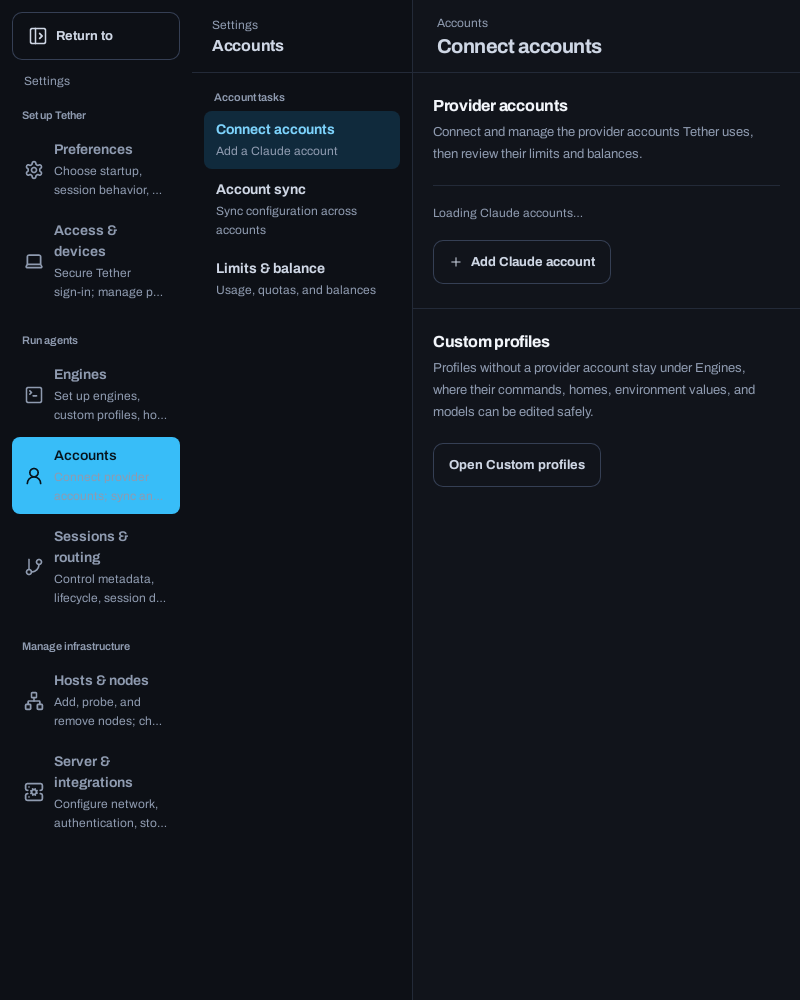 Return to
Settings
Set up Tether
Preferences
Choose startup,
session behavior, ...
Access &
devices
Secure Tether
sign-in; manage p...
Run agents
Engines
Set up engines,
custom profiles, ho...
Accounts
Sessions &
routing
Control metadata,
lifecycle, session d...
Manage infrastructure
Hosts & nodes
Add, probe, and
remove nodes; ch...
Server &
integrations
Configure network,
authentication, sto...
Settings
Accounts
Account tasks
Connect accounts
Add a Claude account
Account sync
Sync configuration across
accounts
Limits & balance
Usage, quotas, and balances
Accounts
Connect accounts
Provider accounts
Connect and manage the provider accounts Tether uses,
then review their limits and balances.
Loading Claude accounts...
Add Claude account
Custom profiles
Profiles without a provider account stay under Engines,
where their commands, homes, environment values, and
models can be edited safely.
Open Custom profiles